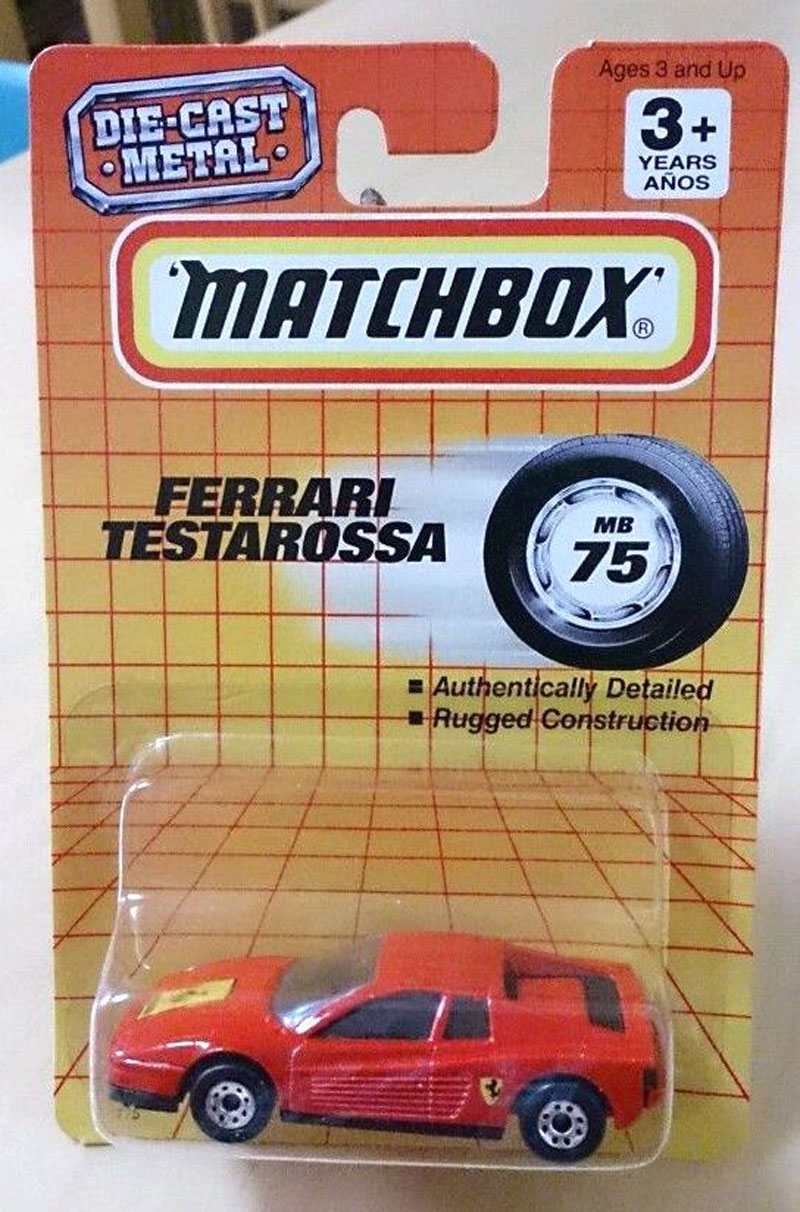 Ages 3 and Up
DIE-CAST
•METAL•
3+
YEARS
AÑOS
'MATCHBOX'®
FERRARI
TESTAROSSA
MB
75
■ Authentically Detailed
■ Rugged Construction